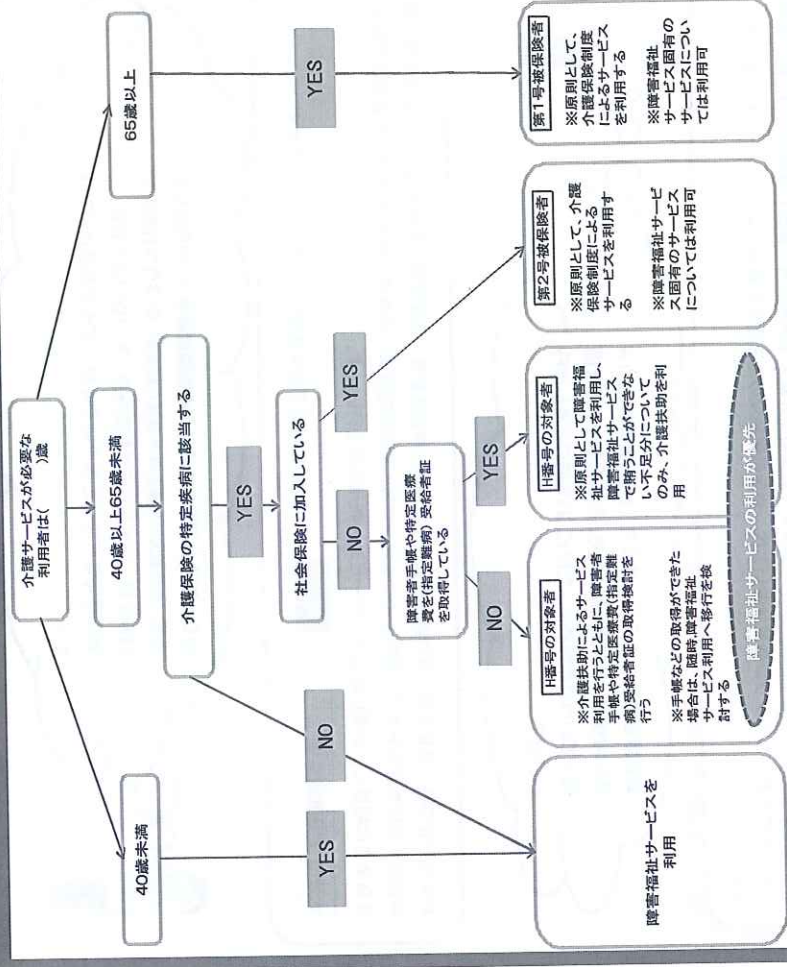 介護サービスが必要な
利用者は(　　)歳
40歳未満
40歳以上65歳未満
65歳以上
介護保険の特定疾病に該当する
YES
NO
YES
YES
社会保険に加入している
NO
YES
障害者手帳や特定医療
費を(指定難病)受給者証
を取得している
NO
YES
障害福祉サービスを
利用
H番号の対象者
※介護扶助によるサービス
利用を行うとともに、障害者
手帳や特定医療費(指定難
病)受給者証の取得検討を
行う
※手帳などの取得ができた
場合は、随時、障害福祉
サービス利用へ移行を検
討する
H番号の対象者
※原則として障害福
祉サービスを利用し、
障害福祉サービス
で賄うことができな
い不足分について
のみ、介護扶助を利
用
障害福祉サービスの利用が優先
第2号被保険者
※原則として、介護
保険制度による
サービスを利用す
る
※障害福祉サービ
ス固有のサービス
については利用可
第1号被保険者
※原則として、
介護保険制度
によるサービス
を利用する
※障害福祉
サービス固有の
サービスについ
ては利用可